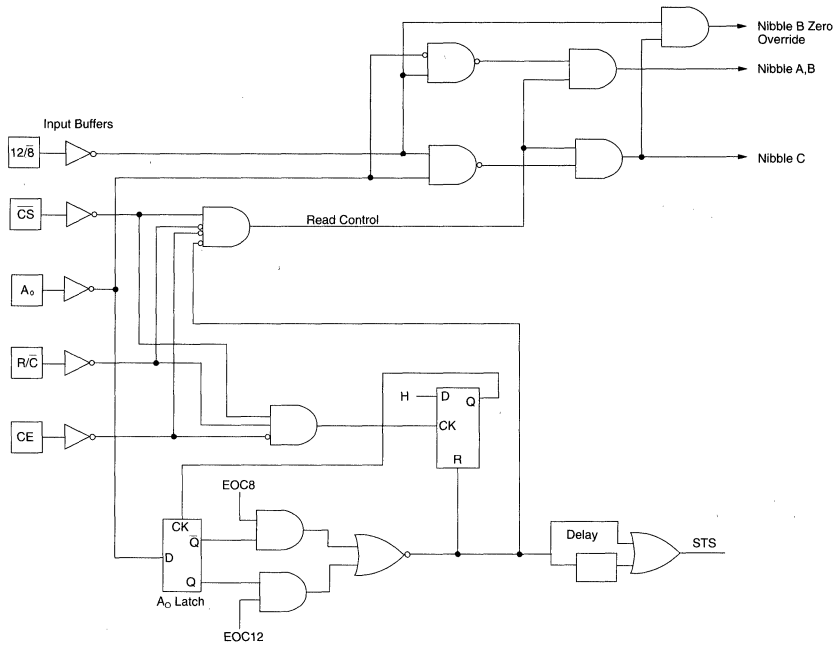 Nibble B Zero
Override
Nibble A,B
Input Buffers
12/8̅
Nibble C
C̅S̅
Read Control
A₀
R/C̅
H
D
Q
CK
CE
R
EOC8
CK
Q̅
Delay
STS
D
Q
A₀ Latch
EOC12